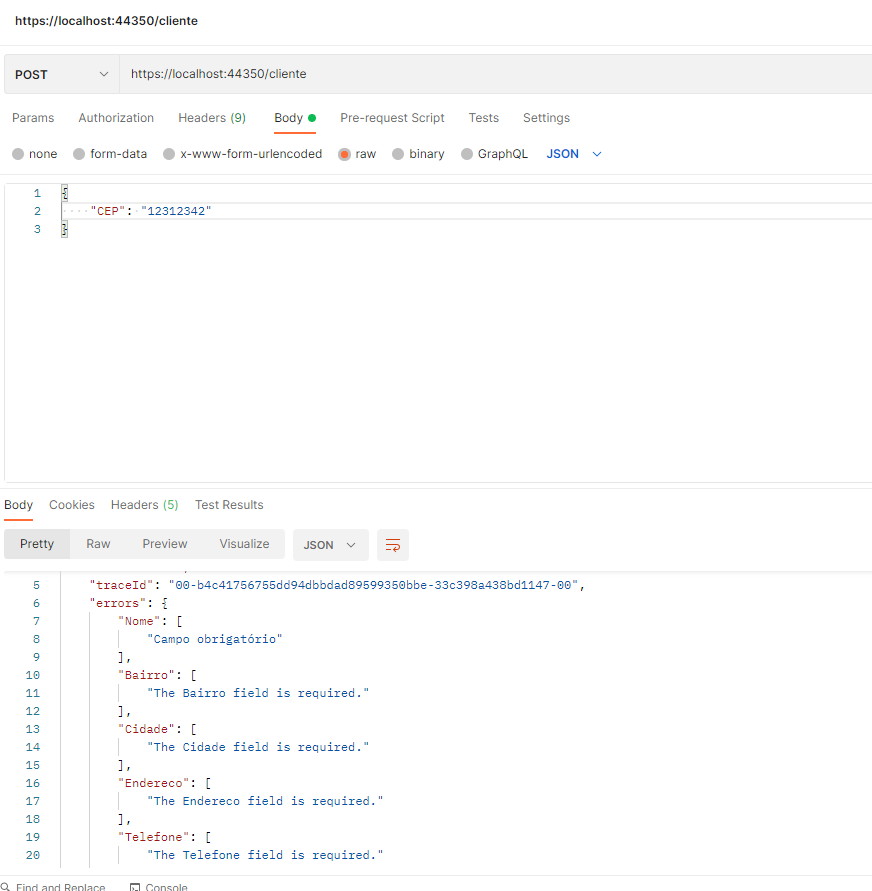 https://localhost:44350/cliente
POST https://localhost:44350/cliente
Params Authorization Headers (9) Body Pre-request Script Tests Settings
none form-data x-www-form-urlencoded raw binary GraphQL JSON
1 {
2 "CEP": "12312342"
3 }
Body Cookies Headers (5) Test Results
Pretty Raw Preview Visualize JSON
5 "traceId": "00-b4c41756755dd94dbbdad89599350bbe-33c398a438bd1147-00",
6 "errors": {
7 "Nome": [
8 "Campo obrigatório"
9 ],
10 "Bairro": [
11 "The Bairro field is required."
12 ],
13 "Cidade": [
14 "The Cidade field is required."
15 ],
16 "Endereco": [
17 "The Endereco field is required."
18 ],
19 "Telefone": [
20 "The Telefone field is required."
Find and Replace Console